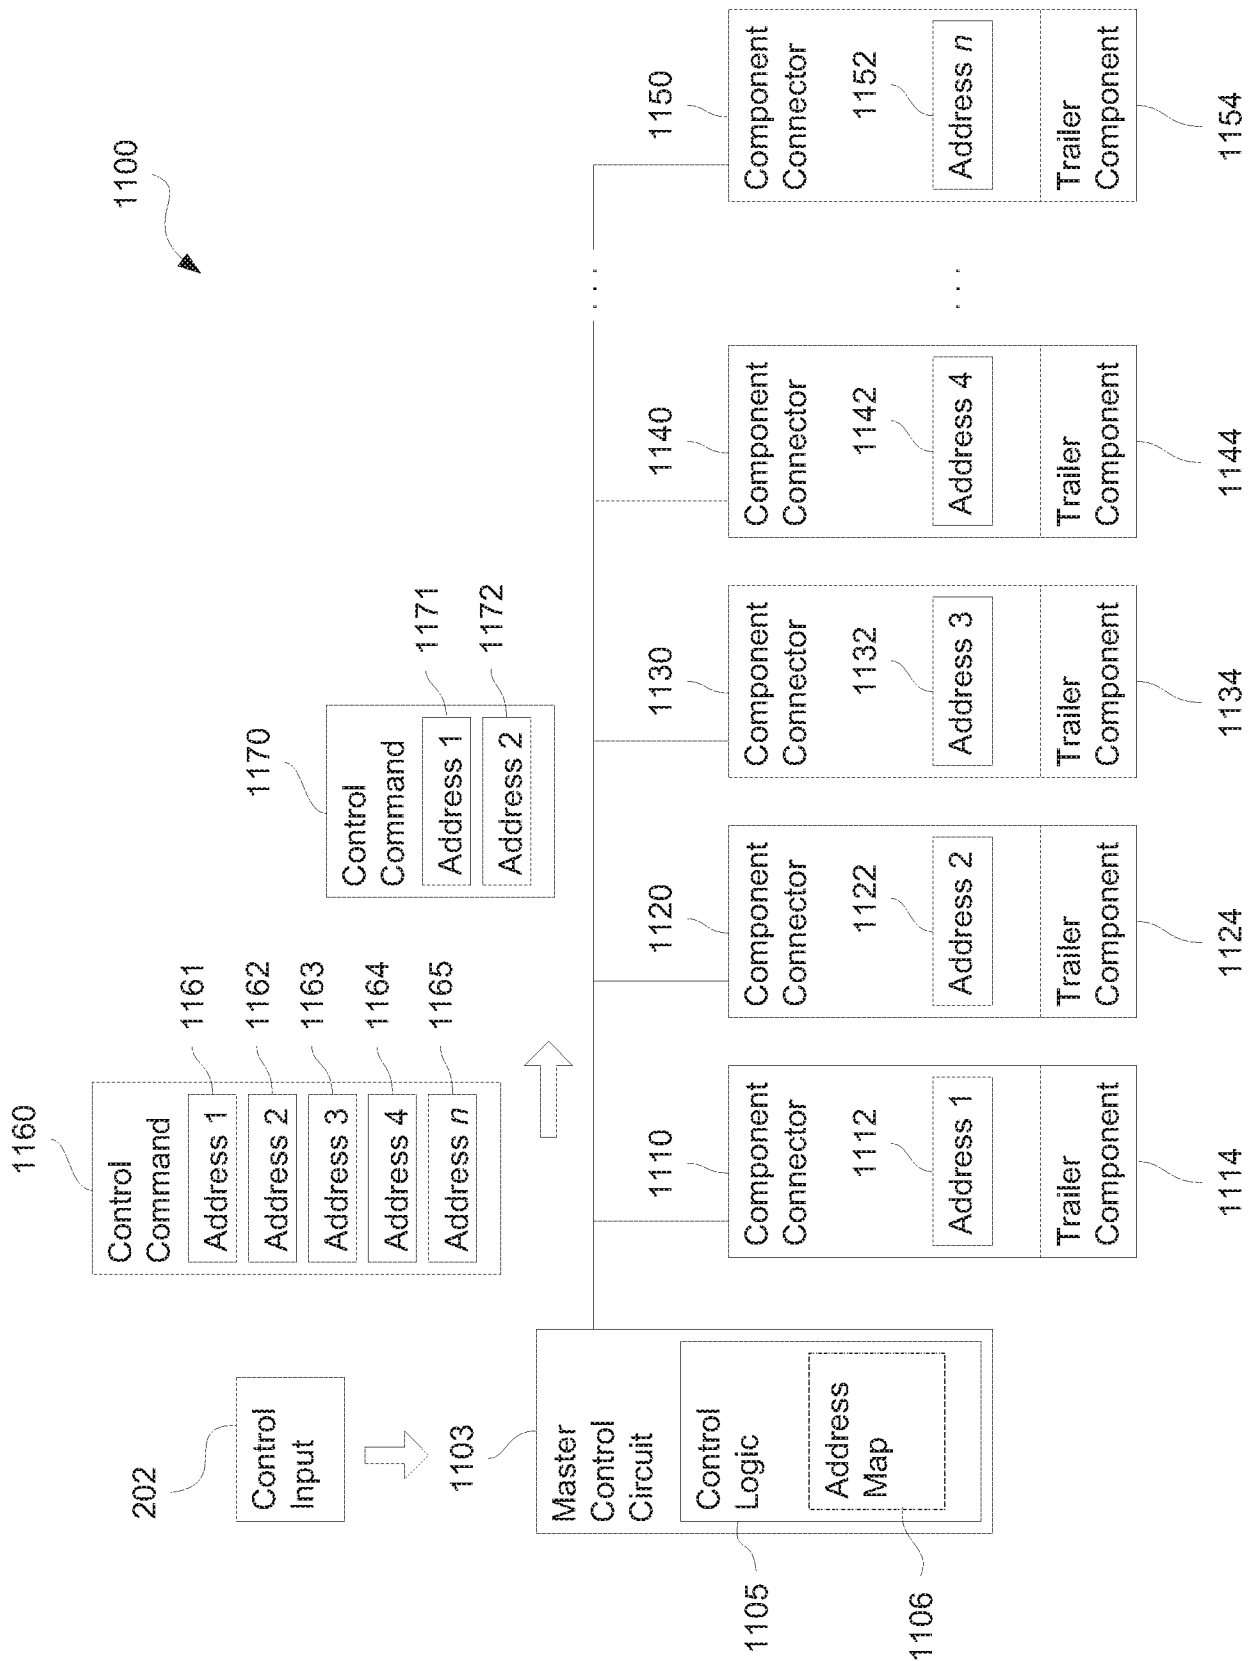 1100
1160
Control
Command
Address 1
Address 2
Address 3
Address 4
Address n
1161
1162
1163
1164
1165
1170
Control
Command
Address 1
Address 2
1171
1172
202
Control
Input
1103
Master
Control
Circuit
Control
Logic
Address
Map
1105
1106
1110
Component
Connector
1112
Address 1
Trailer
Component
1114
1120
Component
Connector
1122
Address 2
Trailer
Component
1124
1130
Component
Connector
1132
Address 3
Trailer
Component
1134
1140
Component
Connector
1142
Address 4
Trailer
Component
1144
. . .
. . .
1150
Component
Connector
1152
Address n
Trailer
Component
1154